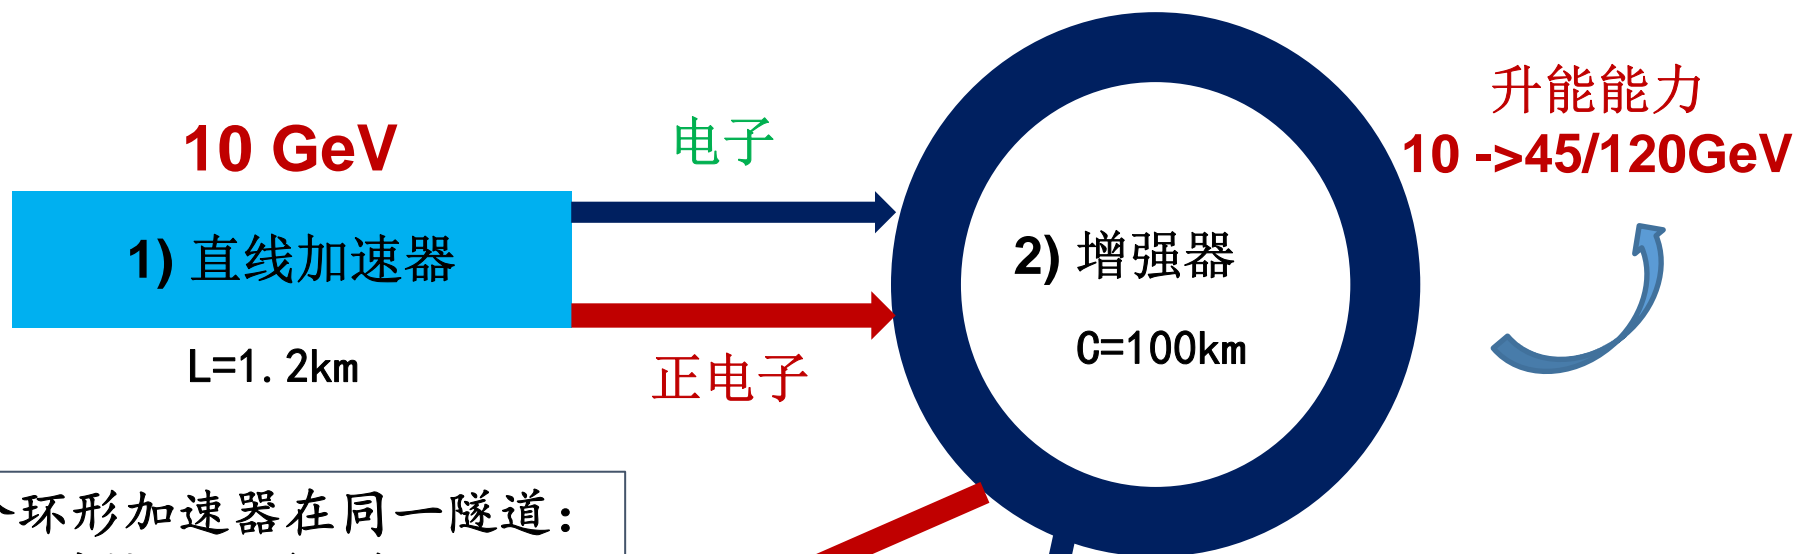 10 GeV
1) 直线加速器
L=1.2km
电子
正电子
2) 增强器
C=100km
升能能力
10 ->45/120GeV
环形加速器在同一隧道：